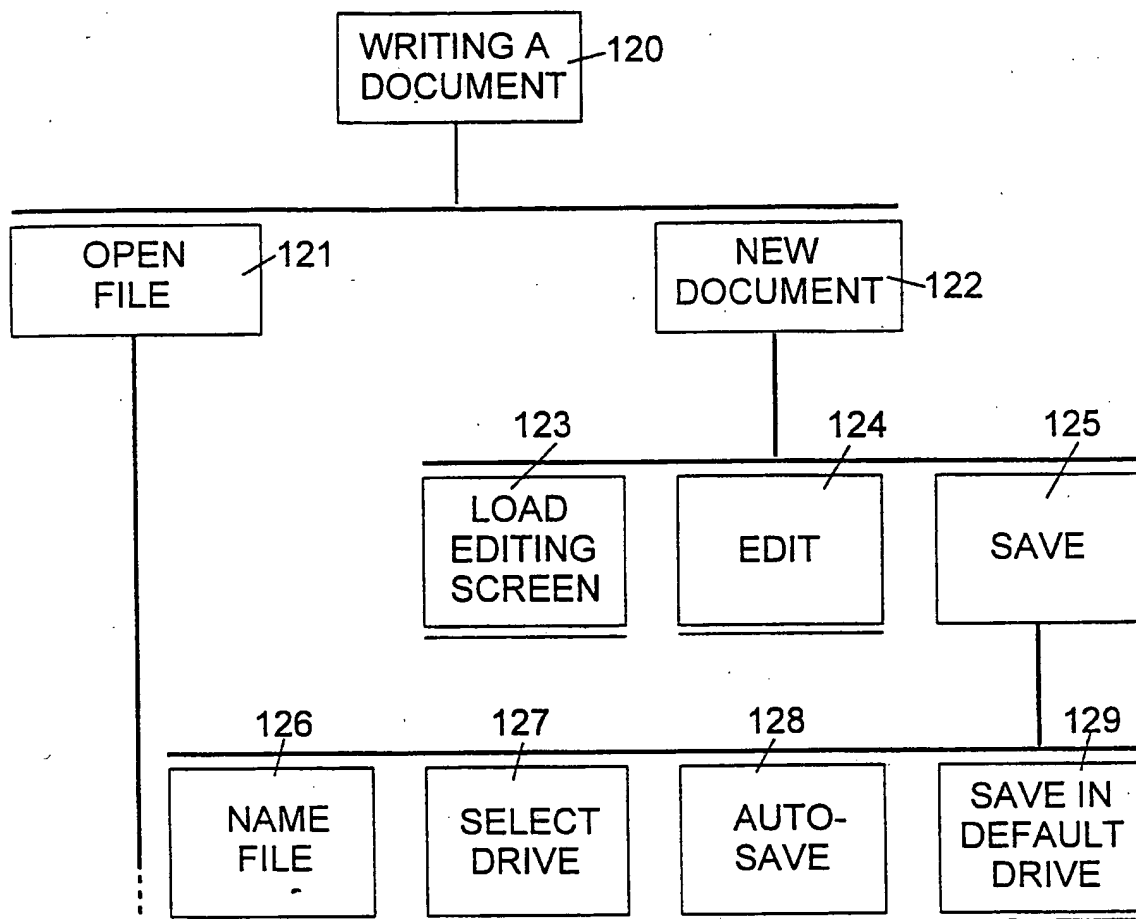 WRITING A
DOCUMENT
120
OPEN
FILE
121
NEW
DOCUMENT
122
123
124
125
LOAD
EDITING
SCREEN
EDIT
SAVE
126
127
128
129
NAME
FILE
SELECT
DRIVE
AUTO-
SAVE
SAVE IN
DEFAULT
DRIVE